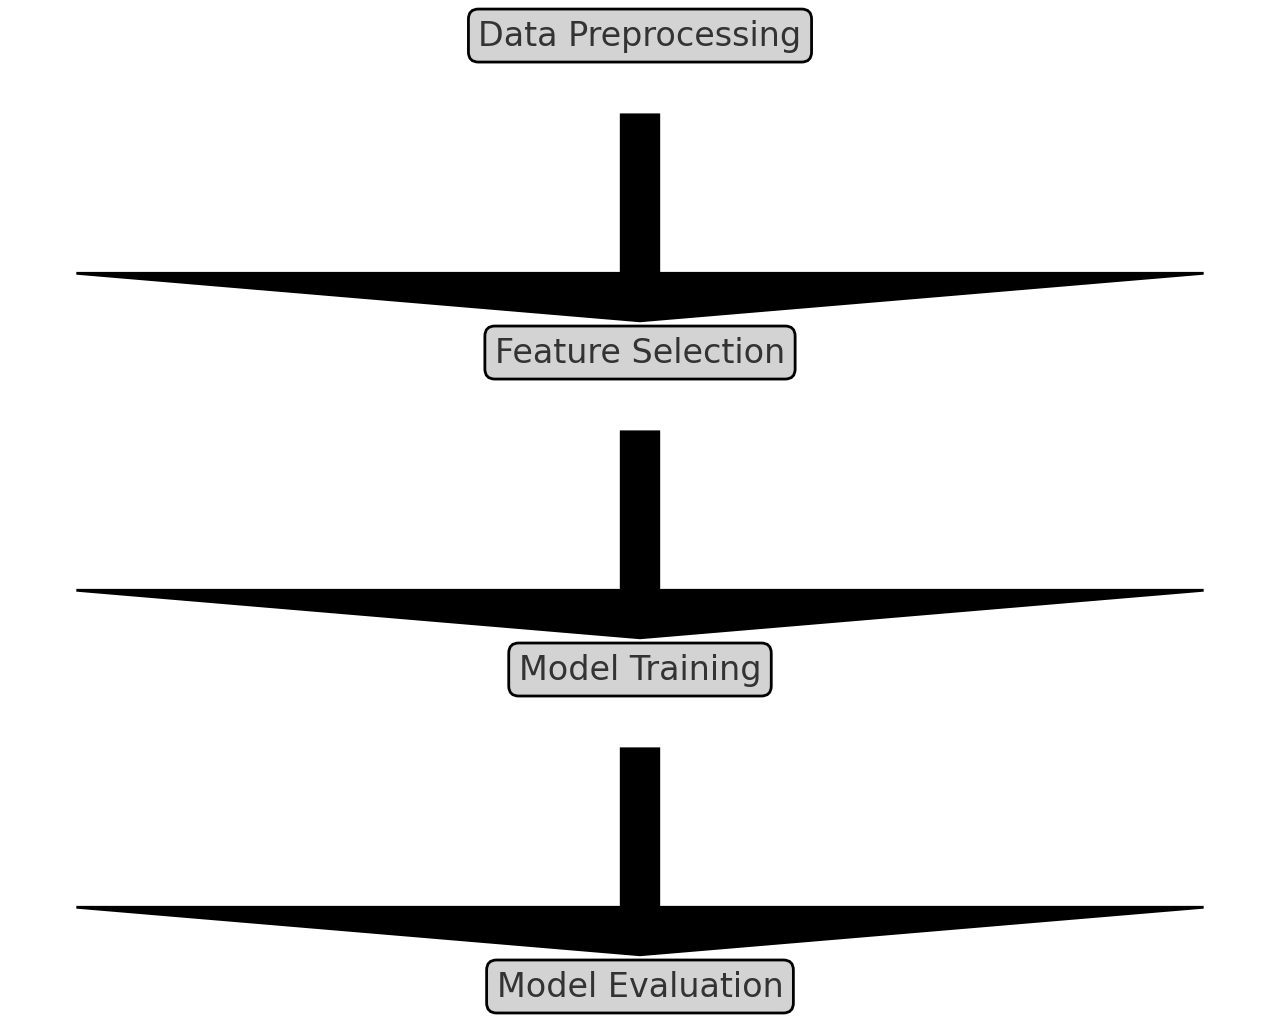 Data Preprocessing
Feature Selection
Model Training
Model Evaluation